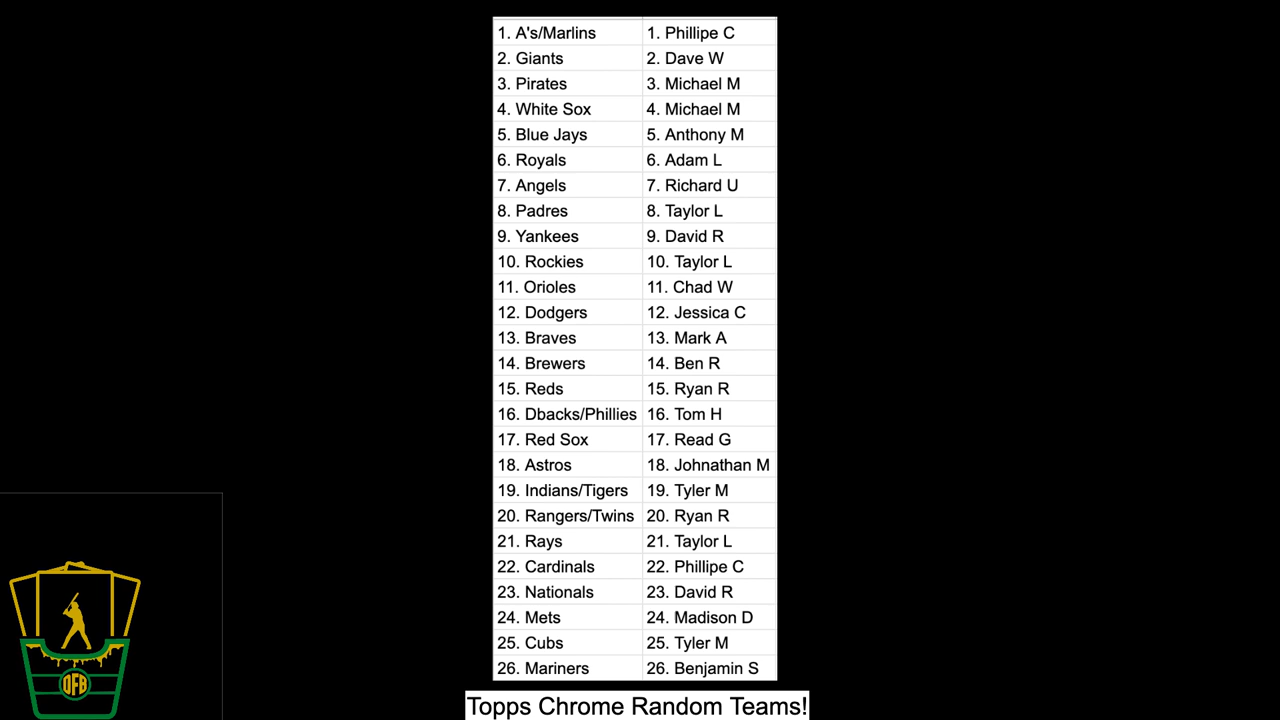 1. A's/Marlins 1. Phillipe C
2. Giants 2. Dave W
3. Pirates 3. Michael M
4. White Sox 4. Michael M
5. Blue Jays 5. Anthony M
6. Royals 6. Adam L
7. Angels 7. Richard U
8. Padres 8. Taylor L
9. Yankees 9. David R
10. Rockies 10. Taylor L
11. Orioles 11. Chad W
12. Dodgers 12. Jessica C
13. Braves 13. Mark A
14. Brewers 14. Ben R
15. Reds 15. Ryan R
16. Dbacks/Phillies 16. Tom H
17. Red Sox 17. Read G
18. Astros 18. Johnathan M
19. Indians/Tigers 19. Tyler M
20. Rangers/Twins 20. Ryan R
21. Rays 21. Taylor L
22. Cardinals 22. Phillipe C
23. Nationals 23. David R
24. Mets 24. Madison D
25. Cubs 25. Tyler M
26. Mariners 26. Benjamin S
OFB
Topps Chrome Random Teams!